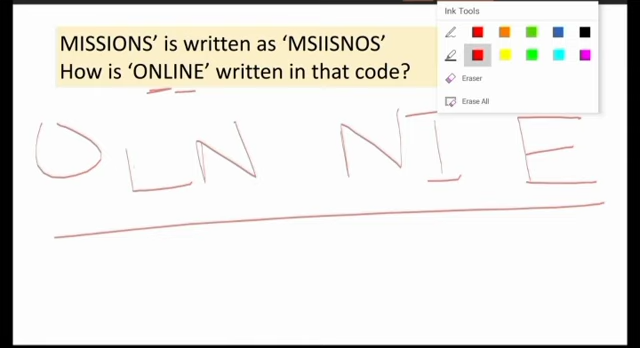 MISSIONS' is written as 'MSIISNOS'
How is 'ONLINE' written in that code?
OLN NIE
Ink Tools
Eraser
Erase All